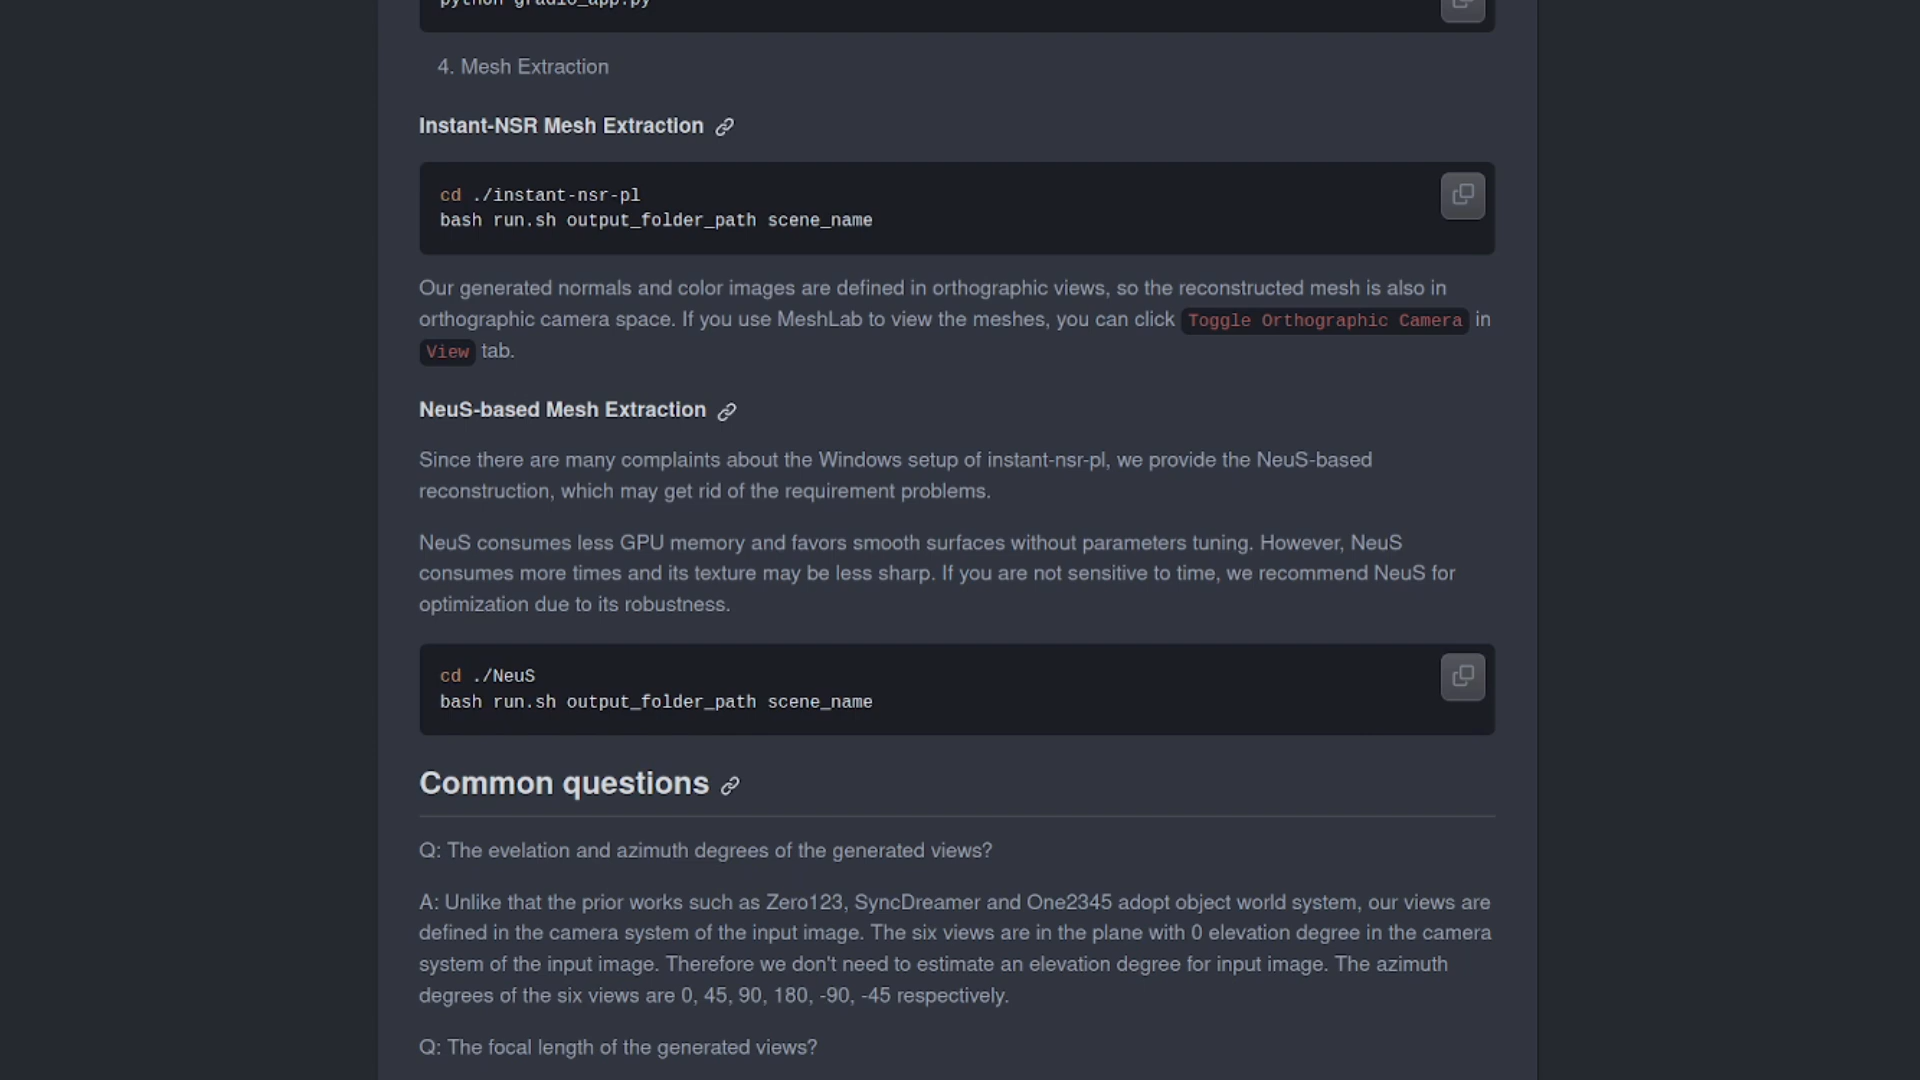 python gradio_app.py
4. Mesh Extraction
Instant-NSR Mesh Extraction
cd ./instant-nsr-pl
bash run.sh output_folder_path scene_name
Our generated normals and color images are defined in orthographic views, so the reconstructed mesh is also in
orthographic camera space. If you use MeshLab to view the meshes, you can click Toggle Orthographic Camera in
View tab.
NeuS-based Mesh Extraction
Since there are many complaints about the Windows setup of instant-nsr-pl, we provide the NeuS-based
reconstruction, which may get rid of the requirement problems.
NeuS consumes less GPU memory and favors smooth surfaces without parameters tuning. However, NeuS
consumes more times and its texture may be less sharp. If you are not sensitive to time, we recommend NeuS for
optimization due to its robustness.
cd ./NeuS
bash run.sh output_folder_path scene_name
Common questions
Q: The evelation and azimuth degrees of the generated views?
A: Unlike that the prior works such as Zero123, SyncDreamer and One2345 adopt object world system, our views are
defined in the camera system of the input image. The six views are in the plane with 0 elevation degree in the camera
system of the input image. Therefore we don't need to estimate an elevation degree for input image. The azimuth
degrees of the six views are 0, 45, 90, 180, -90, -45 respectively.
Q: The focal length of the generated views?